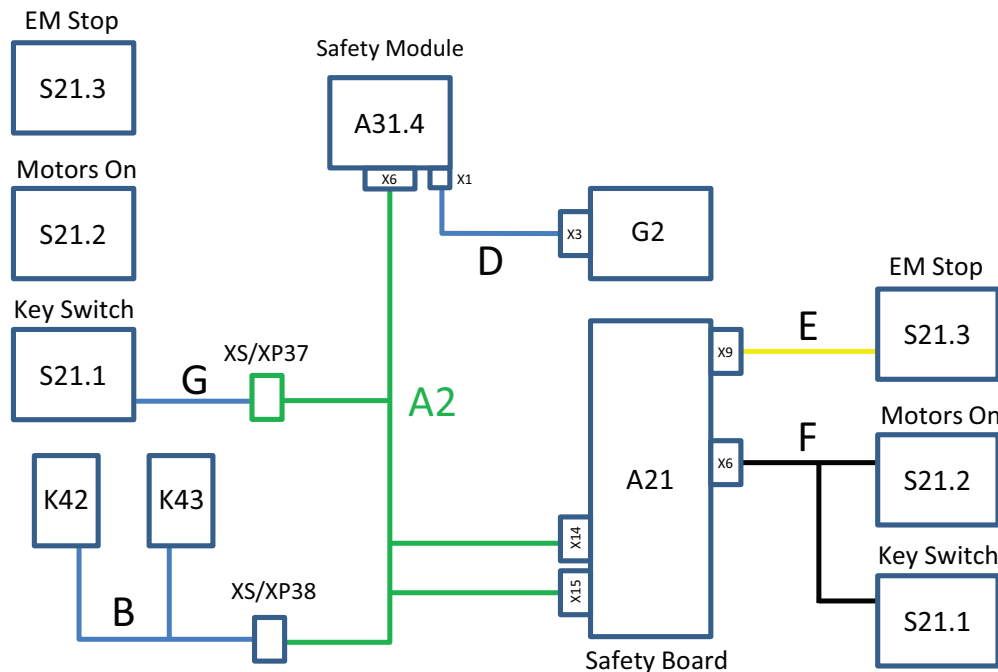 EM Stop
S21.3
Motors On
S21.2
Key Switch
S21.1
G
XS/XP37
K42
K43
B
XS/XP38
Safety Module
A31.4
X6
X1
D
X3
G2
A2
A21
X9
X6
X14
X15
Safety Board
E
EM Stop
S21.3
F
Motors On
S21.2
Key Switch
S21.1